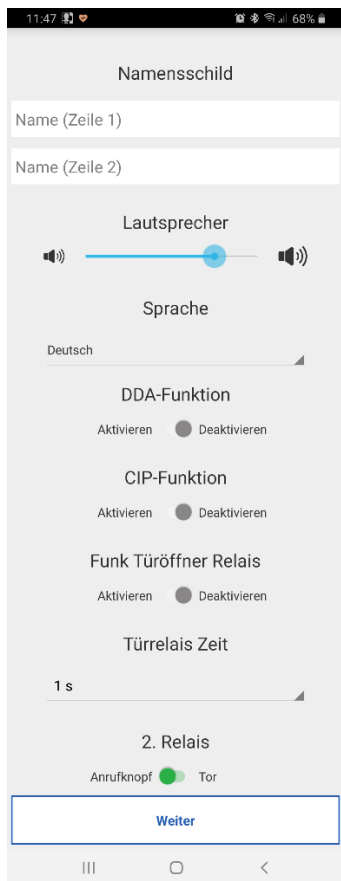 11:47 68%
Namensschild
Name (Zeile 1)
Name (Zeile 2)
Lautsprecher
Sprache
Deutsch
DDA-Funktion
Aktivieren Deaktivieren
CIP-Funktion
Aktivieren Deaktivieren
Funk Türöffner Relais
Aktivieren Deaktivieren
Türrelais Zeit
1 s
2. Relais
Anrufknopf Tor
Weiter